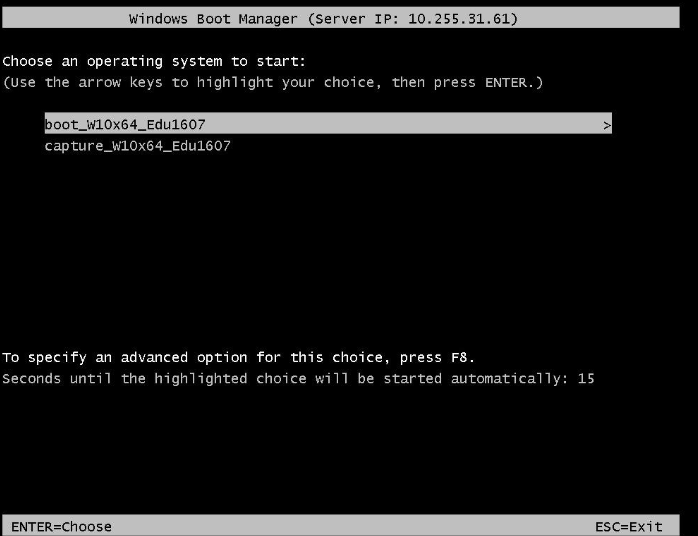 Windows Boot Manager (Server IP: 10.255.31.61)
Choose an operating system to start:
(Use the arrow keys to highlight your choice, then press ENTER.)
boot_W10x64_Edu1607 >
capture_W10x64_Edu1607
To specify an advanced option for this choice, press F8.
Seconds until the highlighted choice will be started automatically: 15
ENTER=Choose ESC=Exit